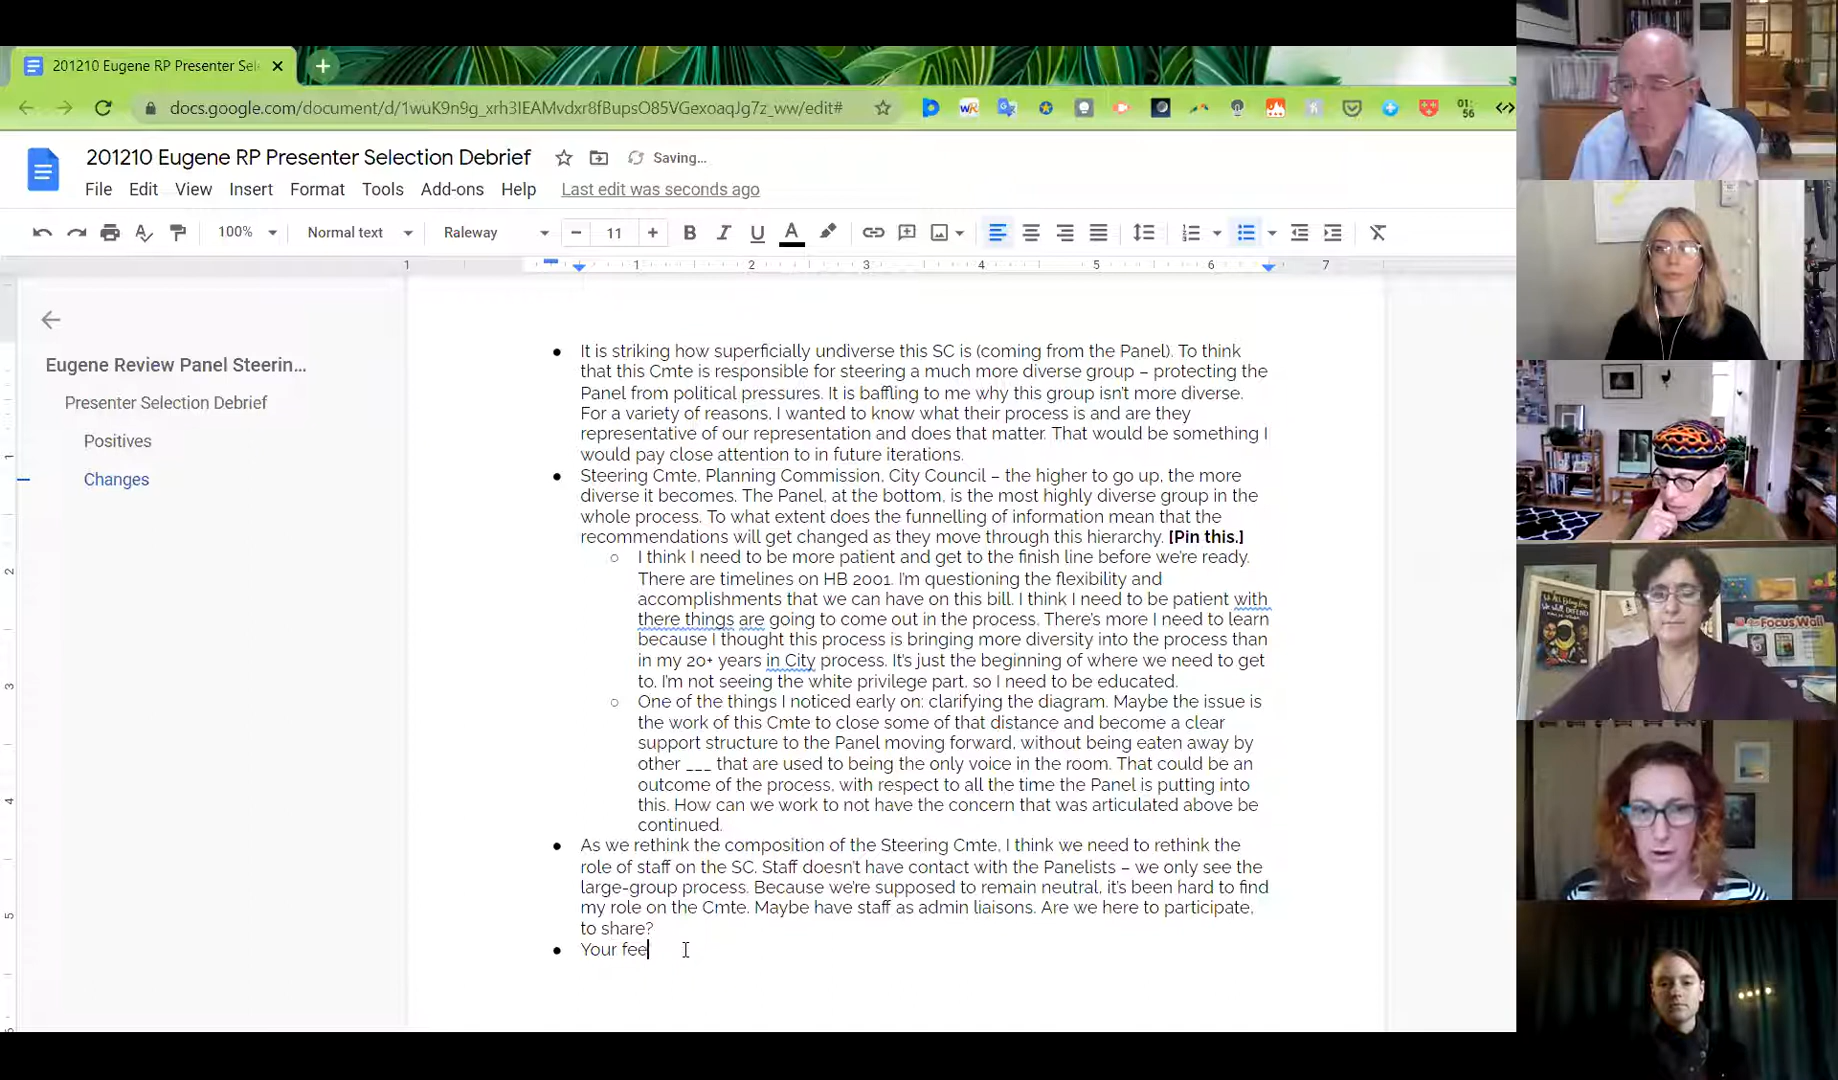 201210 Eugene RP Presenter Sel
docs.google.com/document/d/1wuK9n9g_xrh3IEAMvdxr8fBupsO85VGexoaqJg7z_ww/edit#
01:
56
201210 Eugene RP Presenter Selection Debrief
Saving...
File Edit View Insert Format Tools Add-ons Help Last edit was seconds ago
100% Normal text Raleway 11 B I U A
1 1 2 3 4 5 6 7
Eugene Review Panel Steerin...
Presenter Selection Debrief
Positives
Changes
1
2
3
4
5
● It is striking how superficially undiverse this SC is (coming from the Panel). To think
that this Cmte is responsible for steering a much more diverse group – protecting the
Panel from political pressures. It is baffling to me why this group isn't more diverse.
For a variety of reasons, I wanted to know what their process is and are they
representative of our representation and does that matter. That would be something I
would pay close attention to in future iterations.
● Steering Cmte, Planning Commission, City Council – the higher to go up, the more
diverse it becomes. The Panel, at the bottom, is the most highly diverse group in the
whole process. To what extent does the funnelling of information mean that the
recommendations will get changed as they move through this hierarchy. [Pin this.]
○ I think I need to be more patient and get to the finish line before we're ready.
There are timelines on HB 2001. I'm questioning the flexibility and
accomplishments that we can have on this bill. I think I need to be patient with
there things are going to come out in the process. There's more I need to learn
because I thought this process is bringing more diversity into the process than
in my 20+ years in City process. It's just the beginning of where we need to get
to. I'm not seeing the white privilege part, so I need to be educated.
○ One of the things I noticed early on: clarifying the diagram. Maybe the issue is
the work of this Cmte to close some of that distance and become a clear
support structure to the Panel moving forward, without being eaten away by
other ___ that are used to being the only voice in the room. That could be an
outcome of the process, with respect to all the time the Panel is putting into
this. How can we work to not have the concern that was articulated above be
continued.
● As we rethink the composition of the Steering Cmte, I think we need to rethink the
role of staff on the SC. Staff doesn't have contact with the Panelists – we only see the
large-group process. Because we're supposed to remain neutral, it's been hard to find
my role on the Cmte. Maybe have staff as admin liaisons. Are we here to participate,
to share?
● Your fee
We DEFEND
Focus Wall